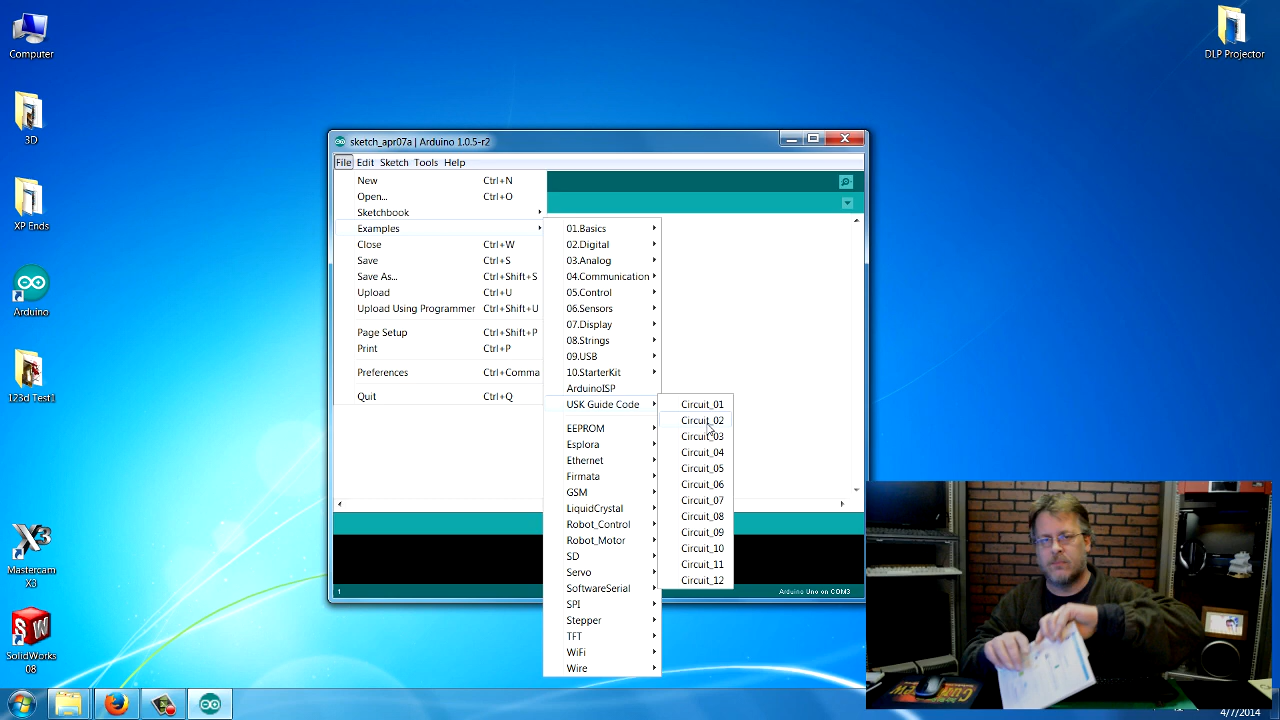 Computer
3D
XP Ends
Arduino
123d Test1
Mastercam
X3
SolidWorks
08
DLP Projector
sketch_apr07a | Arduino 1.0.5-r2
File Edit Sketch Tools Help
New Ctrl+N
Open... Ctrl+O
Sketchbook
Examples
Close Ctrl+W
Save Ctrl+S
Save As... Ctrl+Shift+S
Upload Ctrl+U
Upload Using Programmer Ctrl+Shift+U
Page Setup Ctrl+Shift+P
Print Ctrl+P
Preferences Ctrl+Comma
Quit Ctrl+Q
01.Basics
02.Digital
03.Analog
04.Communication
05.Control
06.Sensors
07.Display
08.Strings
09.USB
10.StarterKit
ArduinoISP
USK Guide Code
EEPROM
Esplora
Ethernet
Firmata
GSM
LiquidCrystal
Robot_Control
Robot_Motor
SD
Servo
SoftwareSerial
SPI
Stepper
TFT
WiFi
Wire
Circuit_01
Circuit_02
Circuit_03
Circuit_04
Circuit_05
Circuit_06
Circuit_07
Circuit_08
Circuit_09
Circuit_10
Circuit_11
Circuit_12
1
Arduino Uno on COM3
4/7/2014